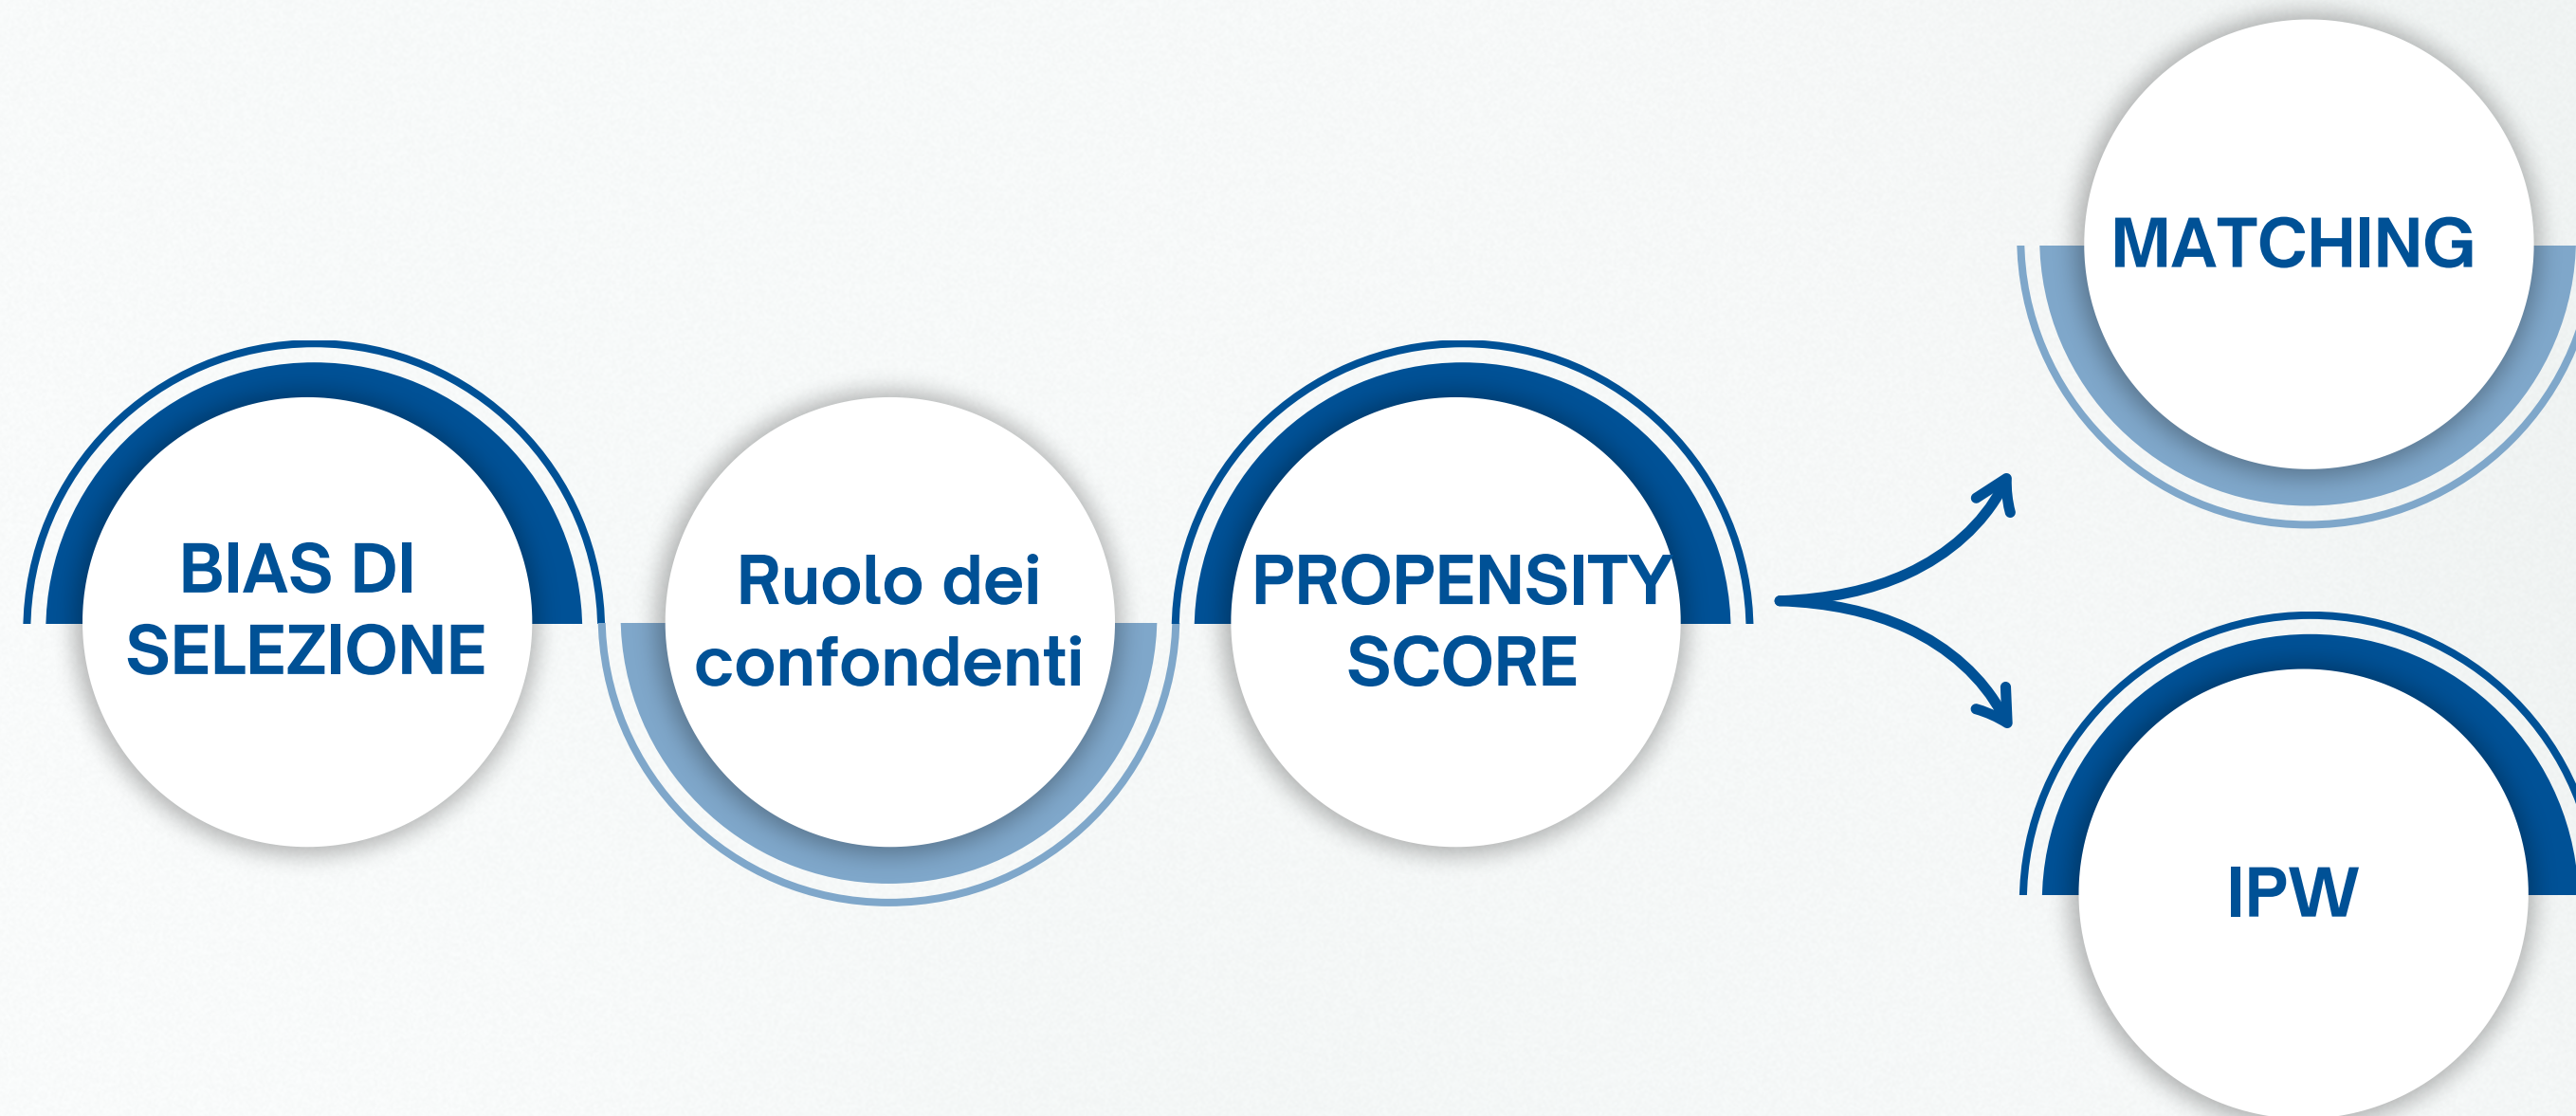 BIAS DI
SELEZIONE
Ruolo dei
confondenti
PROPENSITY
SCORE
MATCHING
IPW